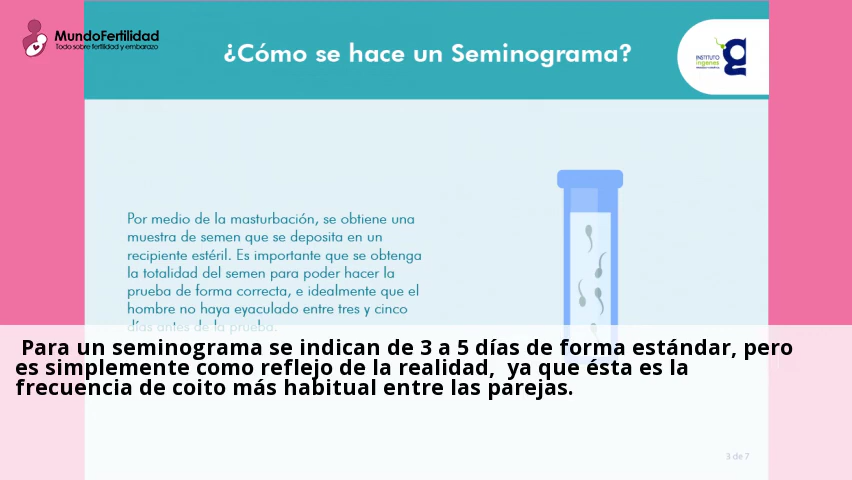 MundoFertilidad
Todo sobre fertilidad y embarazo
¿Cómo se hace un Seminograma?
INSTITUTO
ingenes
Por medio de la masturbación, se obtiene una
muestra de semen que se deposita en un
recipiente estéril. Es importante que se obtenga
la totalidad del semen para poder hacer la
prueba de forma correcta, e idealmente que el
hombre no haya eyaculado entre tres y cinco
días antes de la prueba.
Para un seminograma se indican de 3 a 5 días de forma estándar, pero
es simplemente como reflejo de la realidad, ya que ésta es la
frecuencia de coito más habitual entre las parejas.
3 de 7